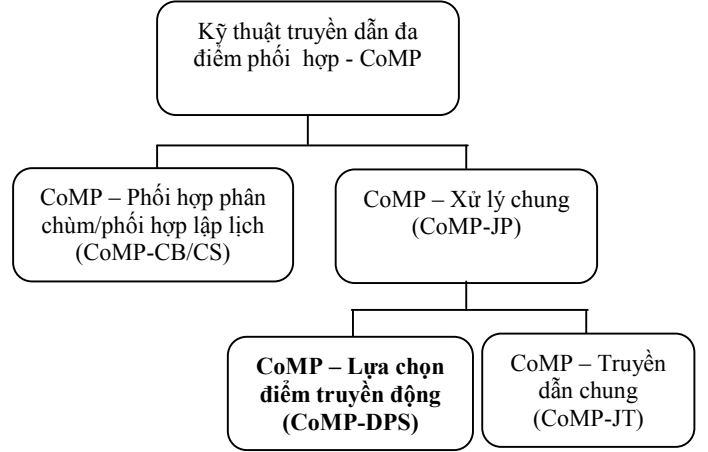 Kỹ thuật truyền dẫn đa
điểm phối hợp - CoMP
CoMP – Phối hợp phân
chùm/phối hợp lập lịch
(CoMP-CB/CS)
CoMP – Xử lý chung
(CoMP-JP)
CoMP – Lựa chọn
điểm truyền động
(CoMP-DPS)
CoMP – Truyền
dẫn chung
(CoMP-JT)